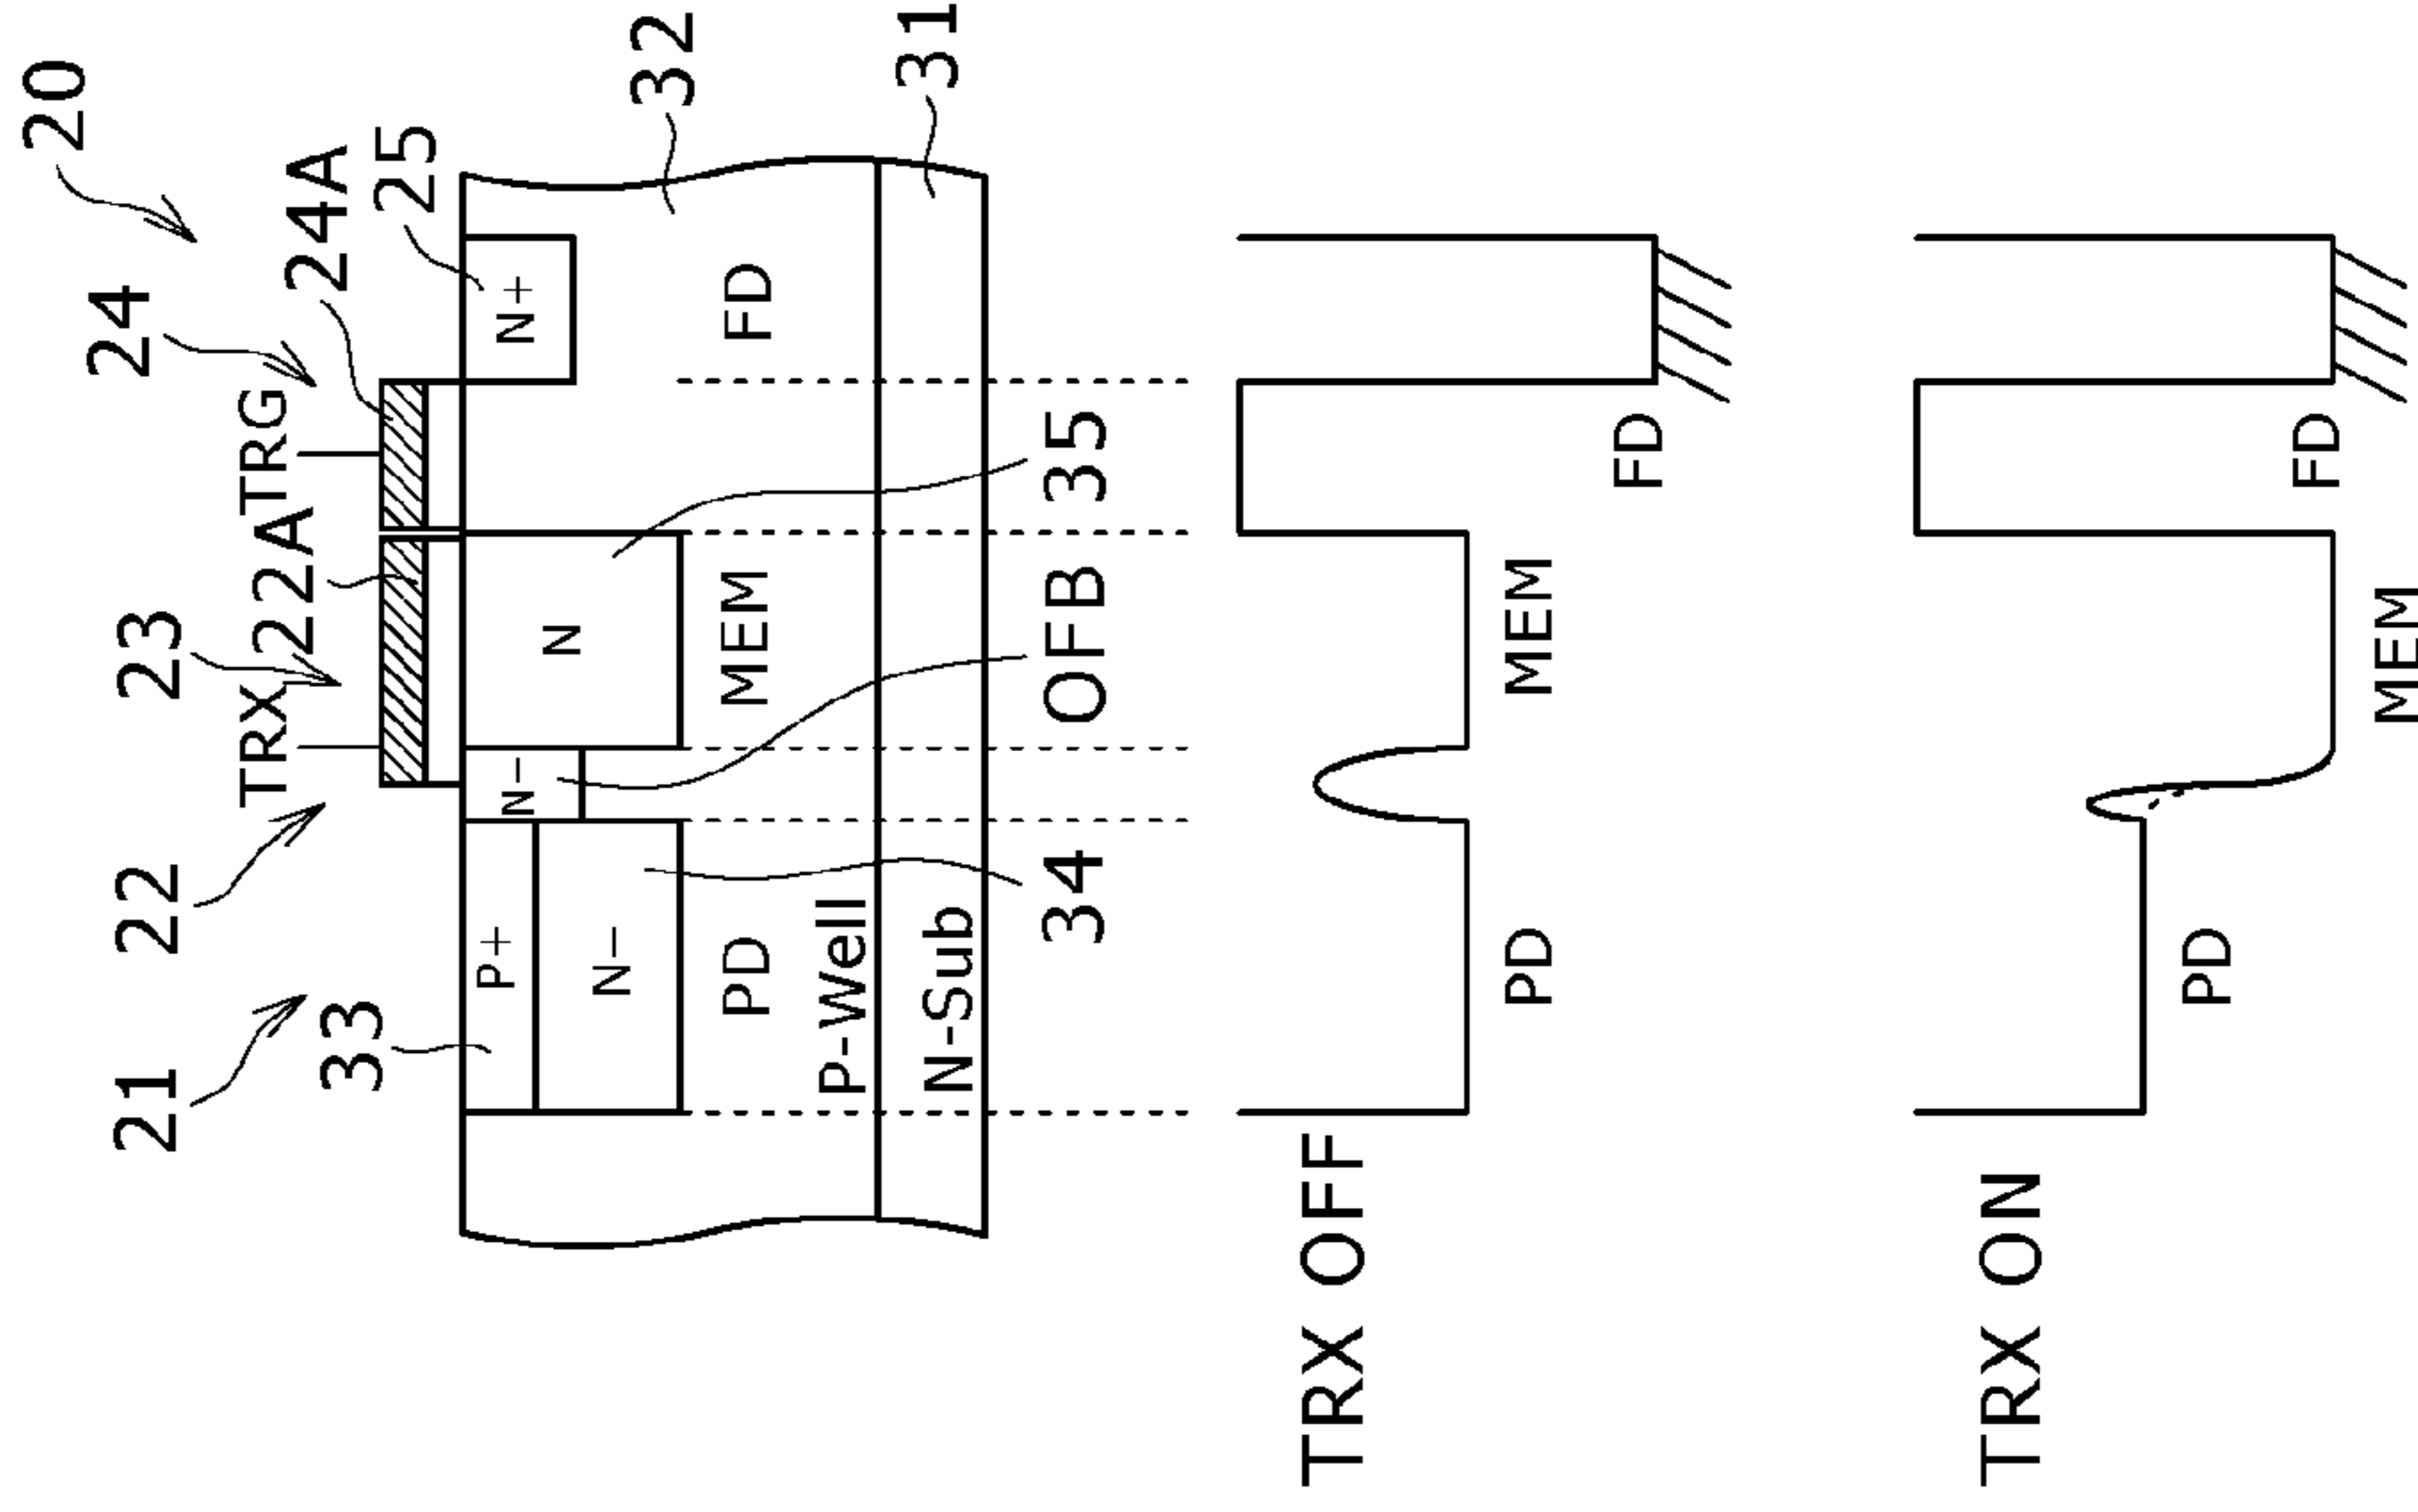 20
24
24A
25
32
31
21
22
23
TRX
22A
TRG
33
P+
N−
N−
N
N+
PD
MEM
FD
P-Well
N-Sub
34
OFB
35
TRX OFF
PD
MEM
FD
TRX ON
PD
MEM
FD